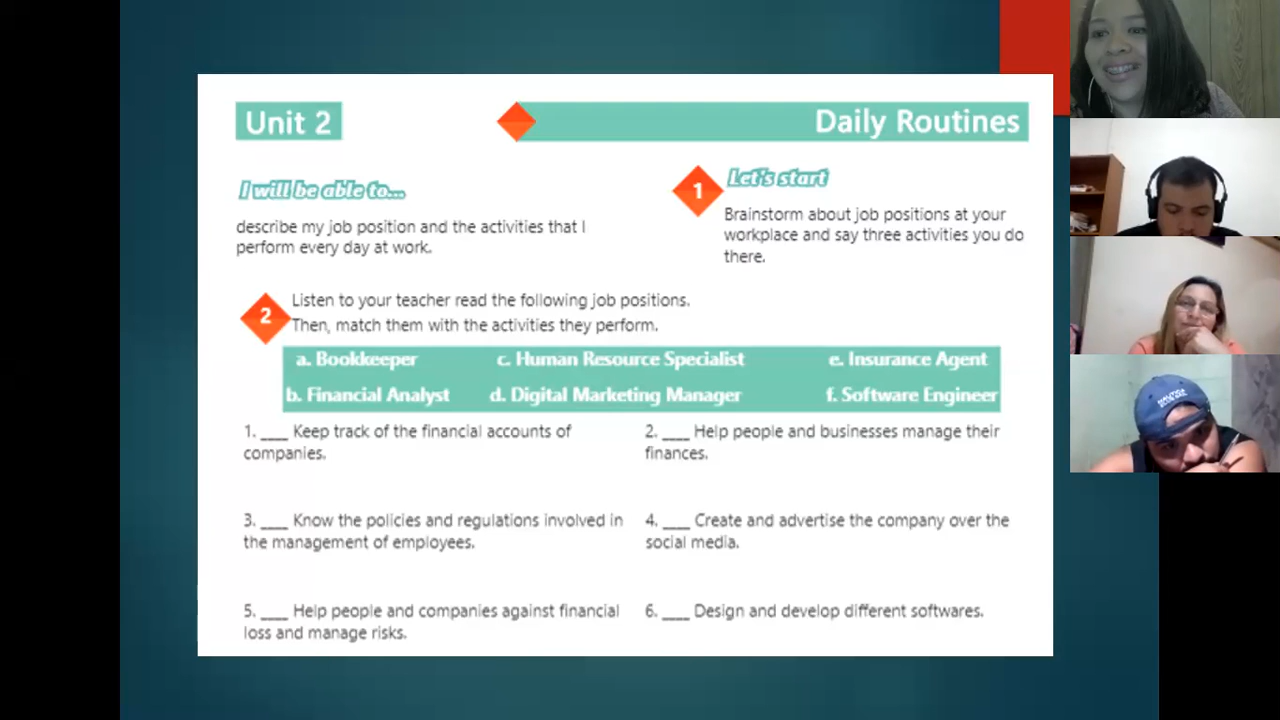 Unit 2
Daily Routines
I will be able to...
describe my job position and the activities that I
perform every day at work.
1
Let's start
Brainstorm about job positions at your
workplace and say three activities you do
there.
2
Listen to your teacher read the following job positions.
Then, match them with the activities they perform.
a. Bookkeeper
c. Human Resource Specialist
e. Insurance Agent
b. Financial Analyst
d. Digital Marketing Manager
f. Software Engineer
1. ___ Keep track of the financial accounts of
companies.
2. ___ Help people and businesses manage their
finances.
3. ___ Know the policies and regulations involved in
the management of employees.
4. ___ Create and advertise the company over the
social media.
5. ___ Help people and companies against financial
loss and manage risks.
6. ___ Design and develop different softwares.